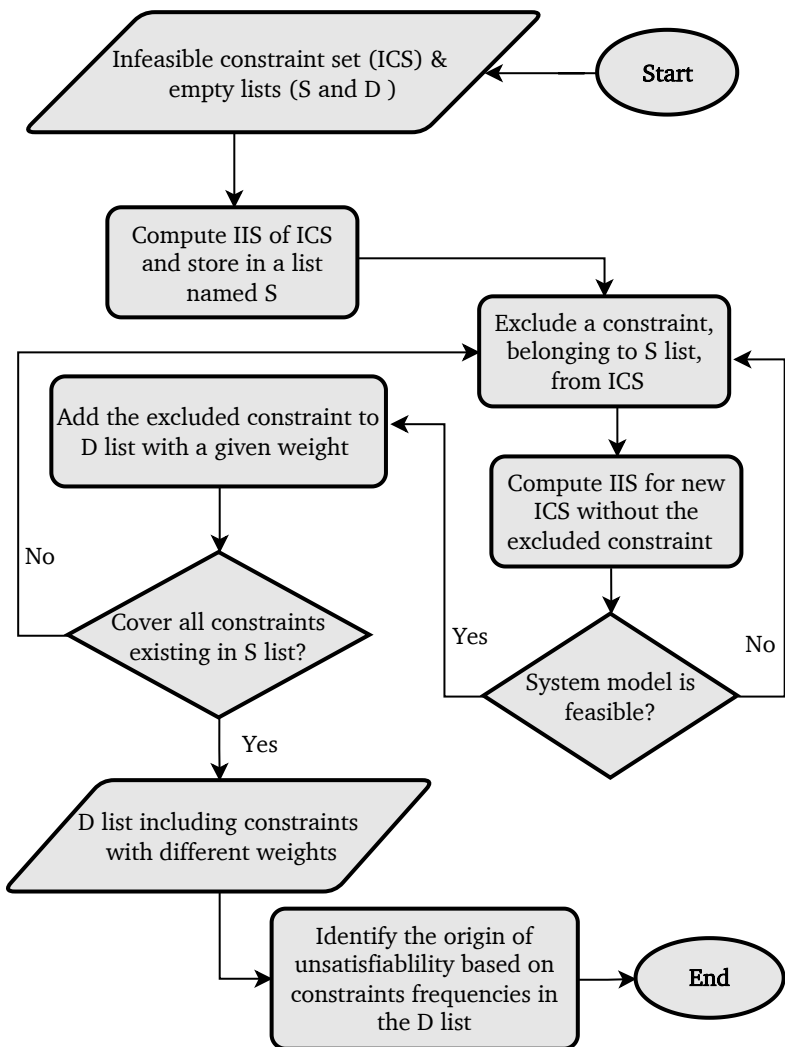 Infeasible constraint set (ICS) &
empty lists (S and D )
Start
Compute IIS of ICS
and store in a list
named S
Exclude a constraint,
belonging to S list,
from ICS
Add the excluded constraint to
D list with a given weight
Compute IIS for new
ICS without the
excluded constraint
No
Cover all constraints
existing in S list?
Yes
No
System model is
feasible?
Yes
D list including constraints
with different weights
Identify the origin of
unsatisfiablility based on
constraints frequencies in
the D list
End